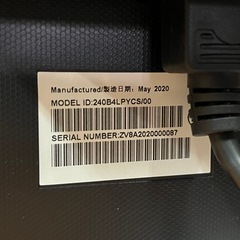 Manufactured/製造日期: May 2020
MODEL ID:240B4LPYCS/00
SERIAL NUMBER:ZV8A2020000087